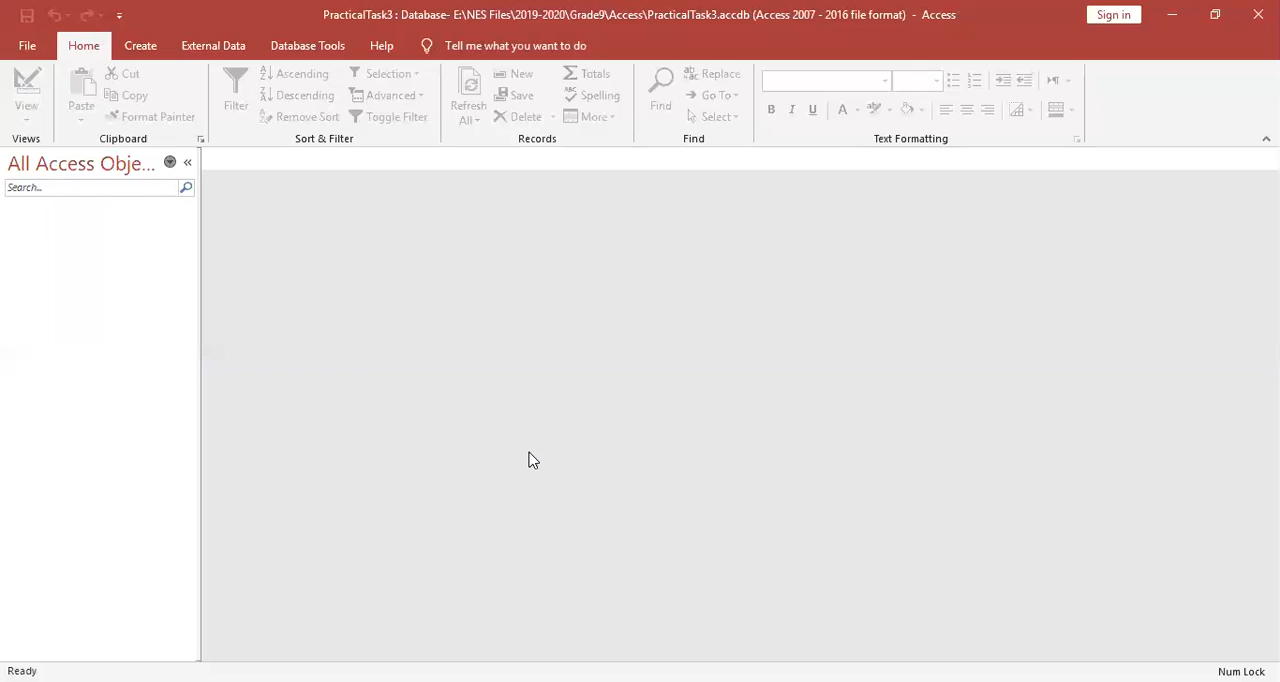 PracticalTask3 : Database- E:\NES Files\2019-2020\Grade9\Access\PracticalTask3.accdb (Access 2007 - 2016 file format) - Access
Sign in
File Home Create External Data Database Tools Help Tell me what you want to do
View
Views
Paste
Cut
Copy
Format Painter
Clipboard
Filter
Ascending
Descending
Remove Sort
Selection
Advanced
Toggle Filter
Sort & Filter
Refresh
All
New
Save
Delete
Totals
Spelling
More
Records
Find
Replace
Go To
Select
Find
B I U A
Text Formatting
All Access Obje...
Search...
Ready
Num Lock